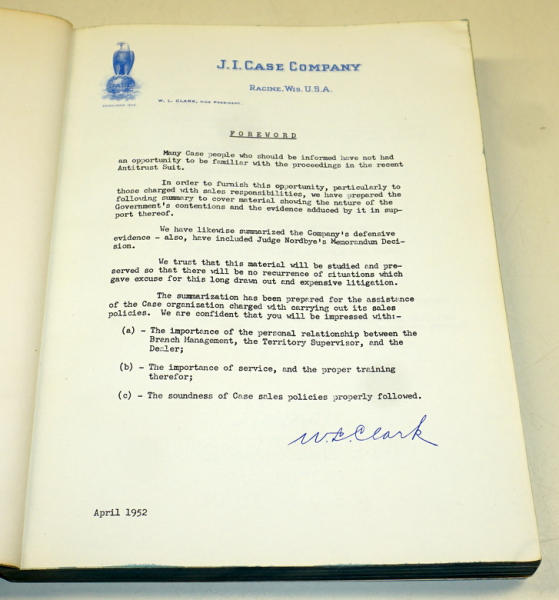 J. I. CASE COMPANY
RACINE, WIS. U.S.A.
W. L. CLARK, VICE PRESIDENT
FOREWORD
Many Case people who should be informed have not had
an opportunity to be familiar with the proceedings in the recent
Antitrust Suit.
In order to furnish this opportunity, particularly to
those charged with sales responsibilities, we have prepared the
following summary to cover material showing the nature of the
Government's contentions and the evidence adduced by it in sup-
port thereof.
We have likewise summarized the Company's defensive
evidence - also, have included Judge Nordbye's Memorandum Deci-
sion.
We trust that this material will be studied and pre-
served so that there will be no recurrence of situations which
gave excuse for this long drawn out and expensive litigation.
The summarization has been prepared for the assistance
of the Case organization charged with carrying out its sales
policies. We are confident that you will be impressed with:-
(a) - The importance of the personal relationship between the
Branch Management, the Territory Supervisor, and the
Dealer;
(b) - The importance of service, and the proper training
therefor;
(c) - The soundness of Case sales policies properly followed.
W. L. Clark
April 1952